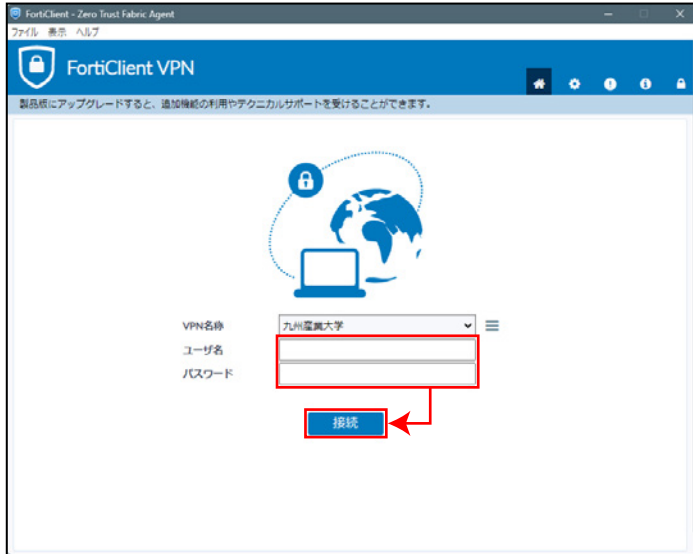 FortiClient - Zero Trust Fabric Agent
ファイル 表示 ヘルプ
FortiClient VPN
製品版にアップグレードすると、追加機能の利用やテクニカルサポートを受けることができます。
VPN名称 九州産業大学
ユーザ名
パスワード
接続